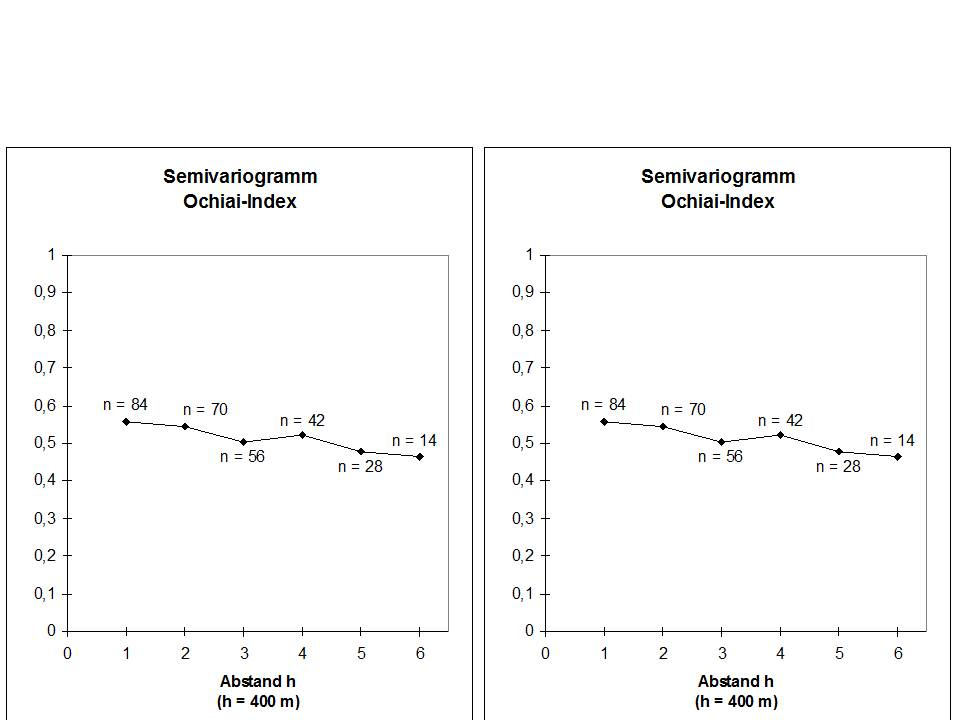 Semivariogramm
Ochiai-Index
1
0,9
0,8
0,7
0,6
0,5
0,4
0,3
0,2
0,1
0
n = 84
n = 70
n = 56
n = 42
n = 28
n = 14
0 1 2 3 4 5 6
Abstand h
(h = 400 m)
Semivariogramm
Ochiai-Index
1
0,9
0,8
0,7
0,6
0,5
0,4
0,3
0,2
0,1
0
n = 84
n = 70
n = 56
n = 42
n = 28
n = 14
0 1 2 3 4 5 6
Abstand h
(h = 400 m)